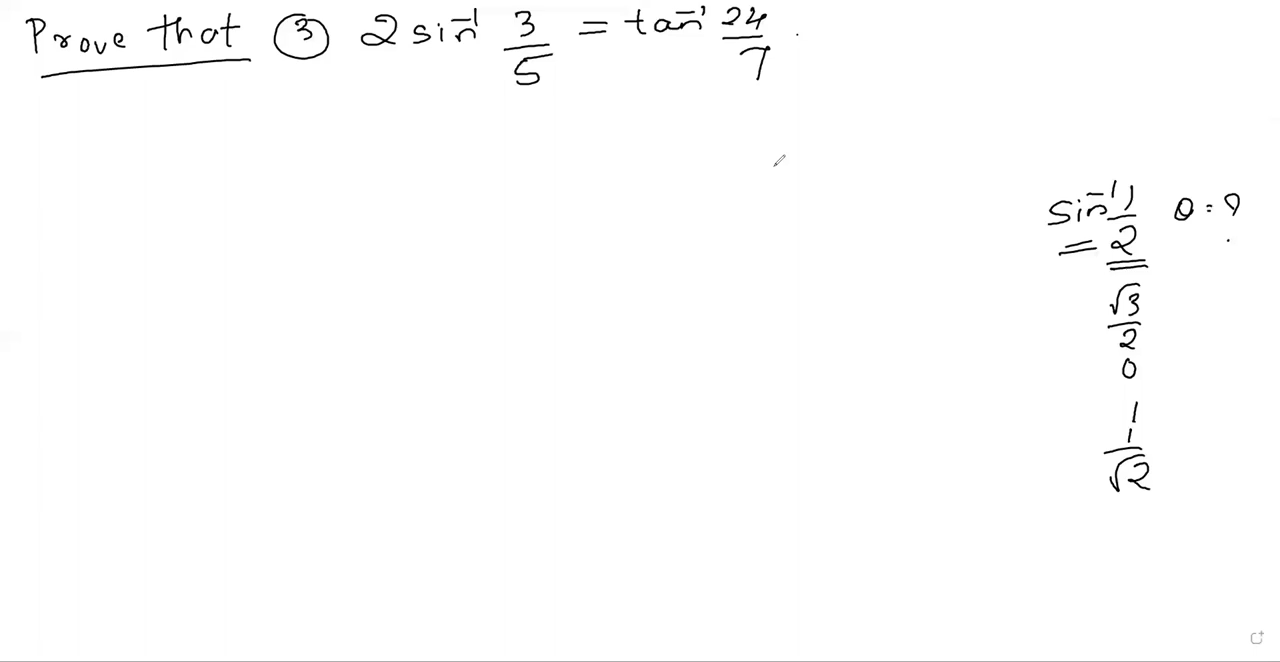 Prove that ③ 2 sin⁻¹ 3/5 = tan⁻¹ 24/7 .
sin⁻¹ 1/2 θ = ?
=
√3/2
0
1
1/√2